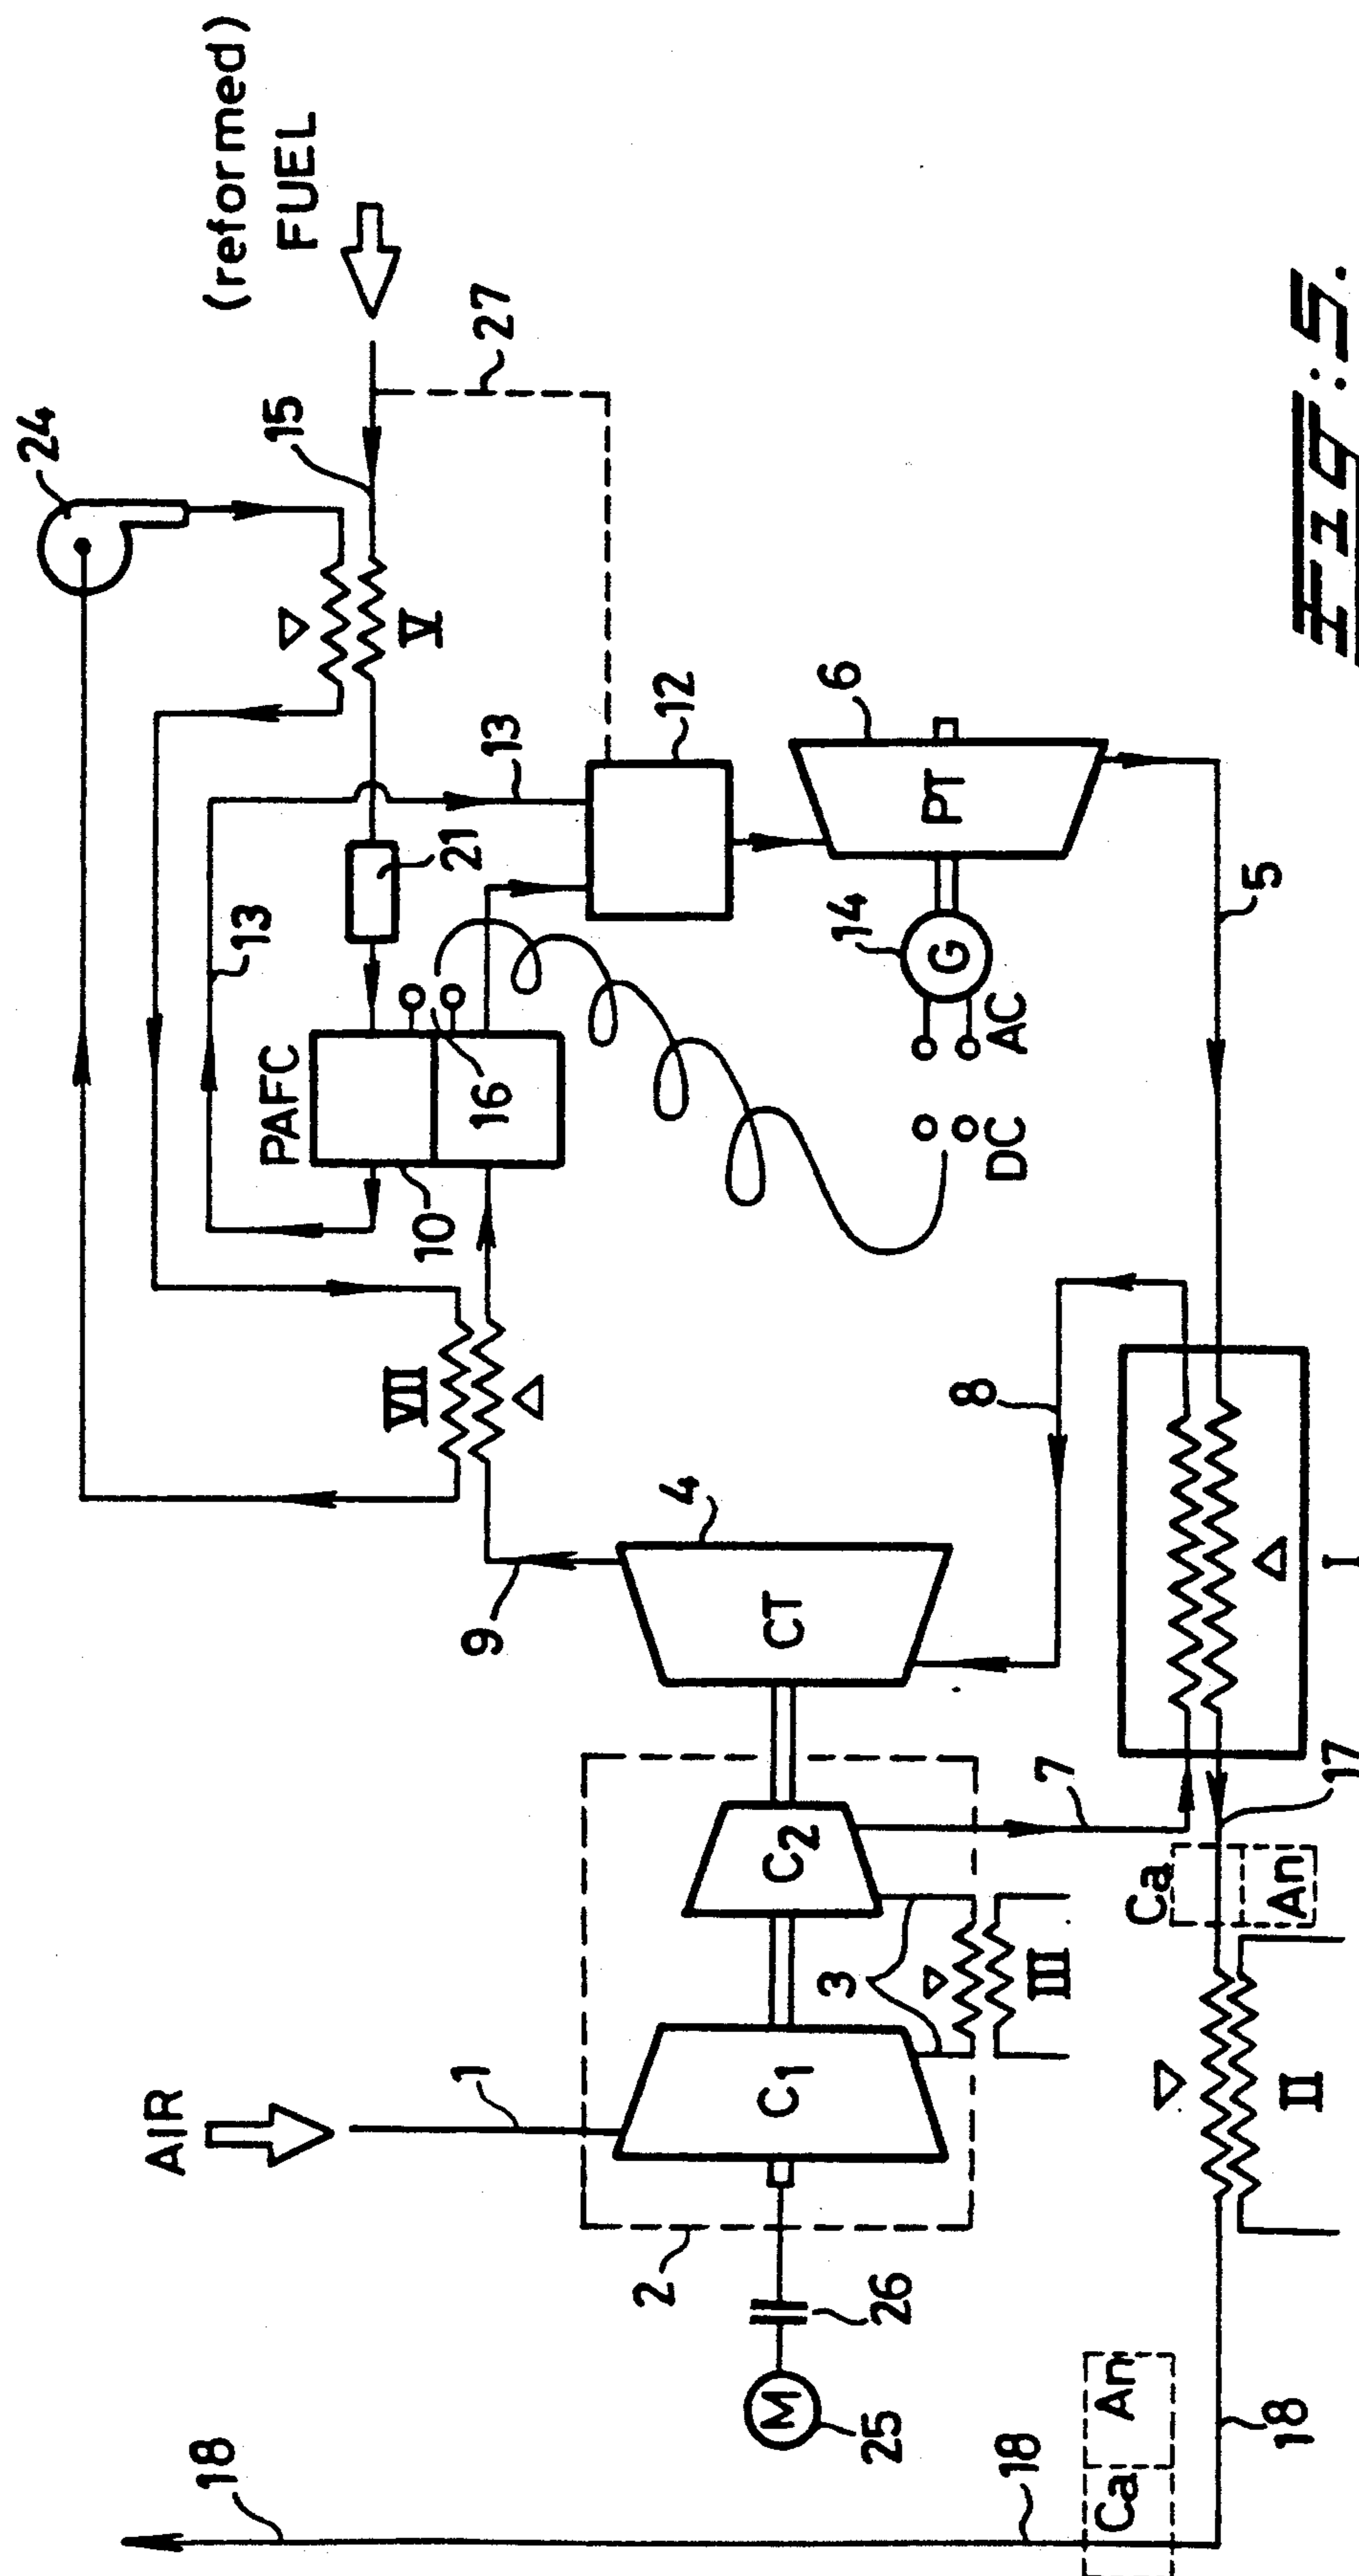 (reformed)
FUEL
24
15
27
V
13
13
21
12
6
PAFC
16
10
PT
14
G
AC
DC
5
VII
8
9
4
CT
I
AIR
1
2
C1
C2
3
III
7
17
Ca
An
II
M
25
26
18
18
18
Ca
An
FIG:5.